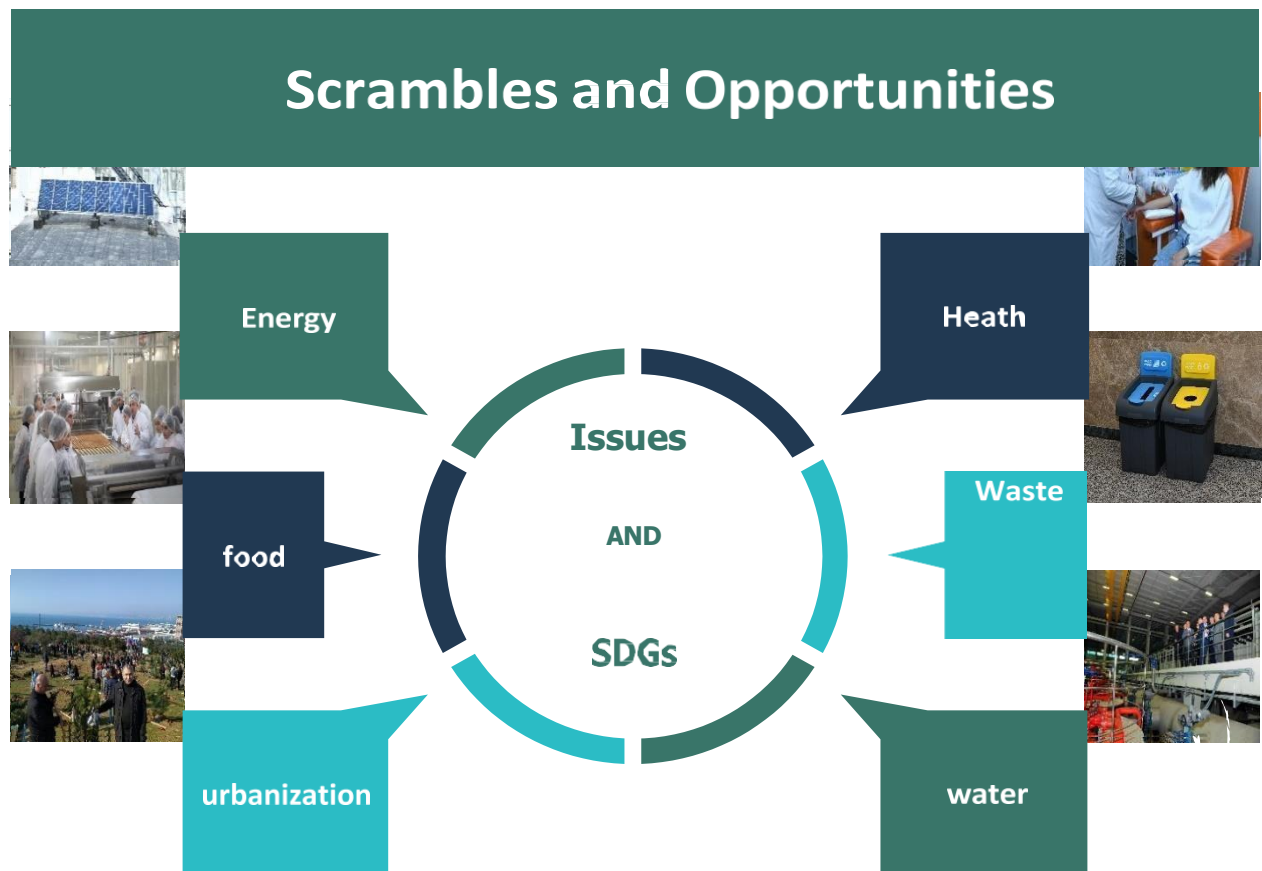 Scrambles and Opportunities
Energy
Heath
Issues
Waste
AND
food
SDGs
urbanization
water